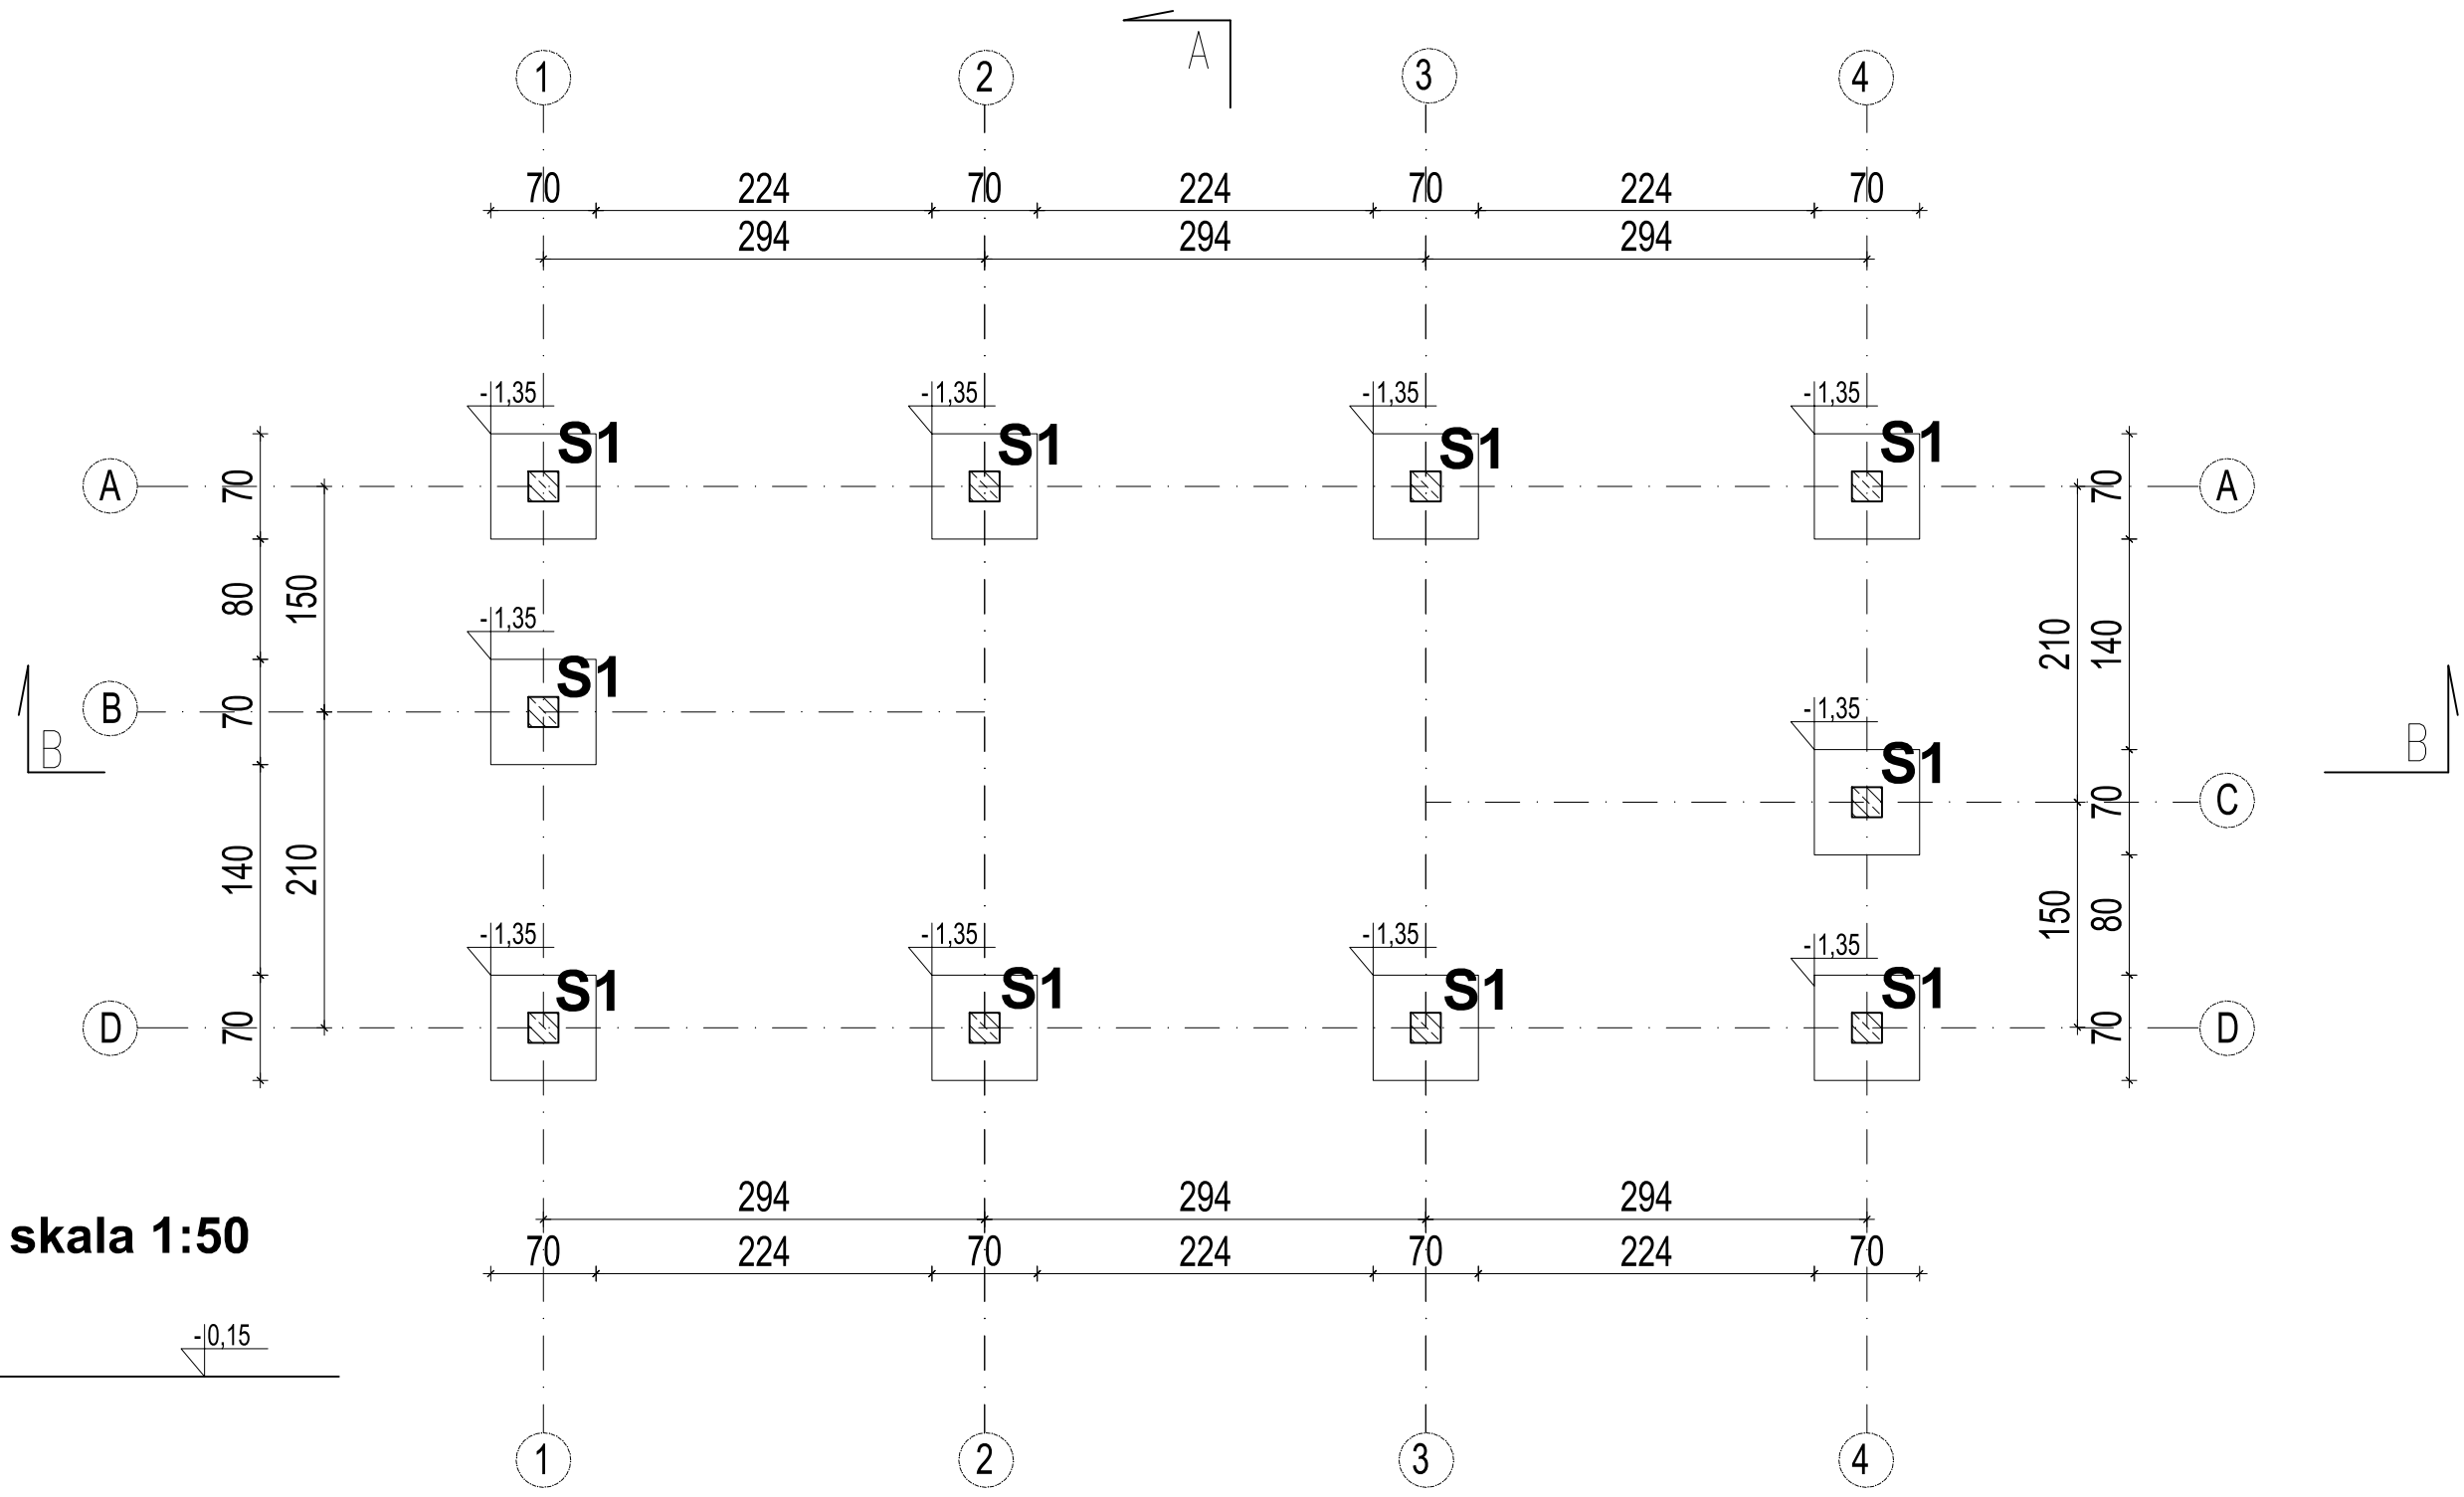 A
1 2 3 4
70 224 70 224 70 224 70
294 294 294
-1,35 -1,35 -1,35 -1,35
S1 S1 S1 S1
A 70 70 A
80 150 210 140
-1,35
S1
B 70
B
-1,35
S1
B
70 C
140 210 150 80
-1,35 -1,35 -1,35 -1,35
S1 S1 S1 S1
D 70 70 D
294 294 294
skala 1:50
70 224 70 224 70 224 70
-0,15
1 2 3 4